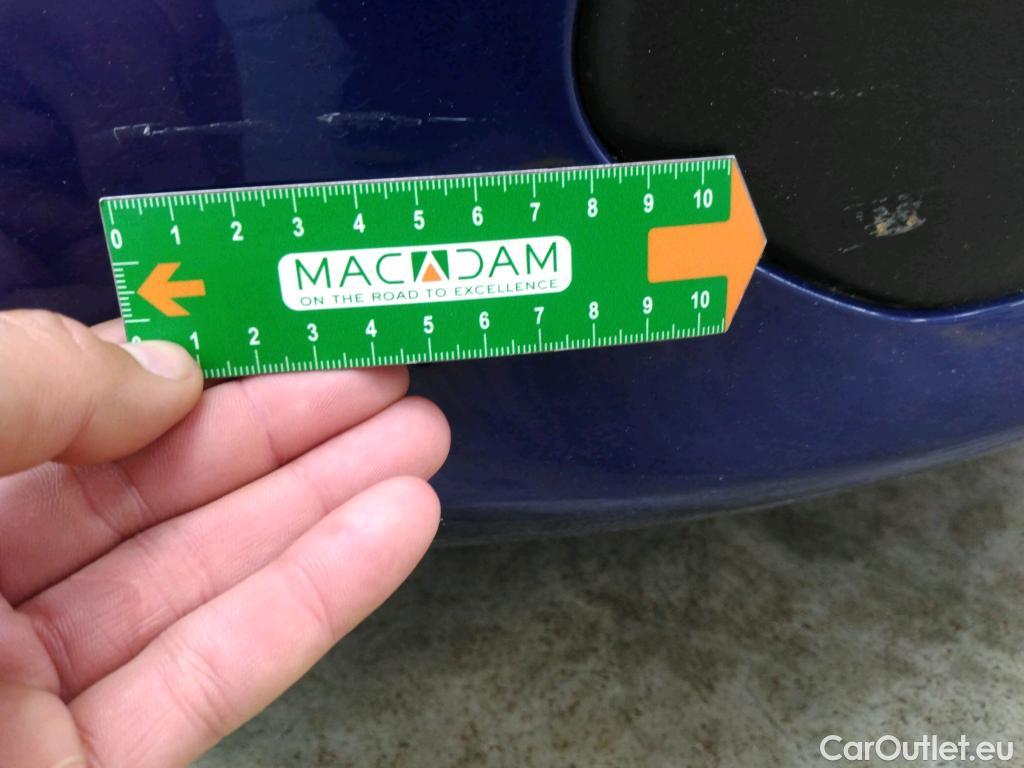 0 1 2 3 4 5 6 7 8 9 10
MACADAM
ON THE ROAD TO EXCELLENCE
1 2 3 4 5 6 7 8 9 10
CarOutlet.eu